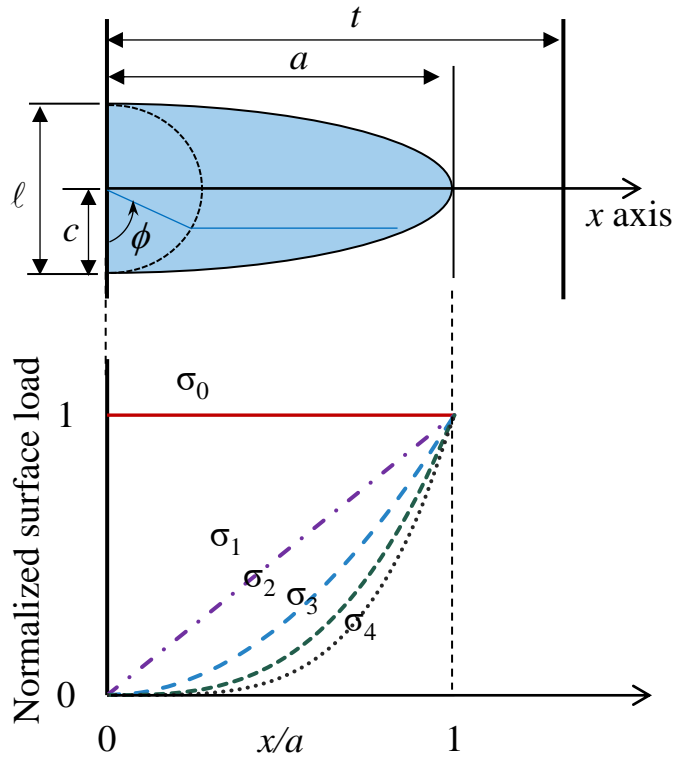 t
a
ℓ
c
ϕ
x axis
Normalized surface load
σ₀
1
σ₁
σ₂
σ₃
σ₄
0
0
x/a
1